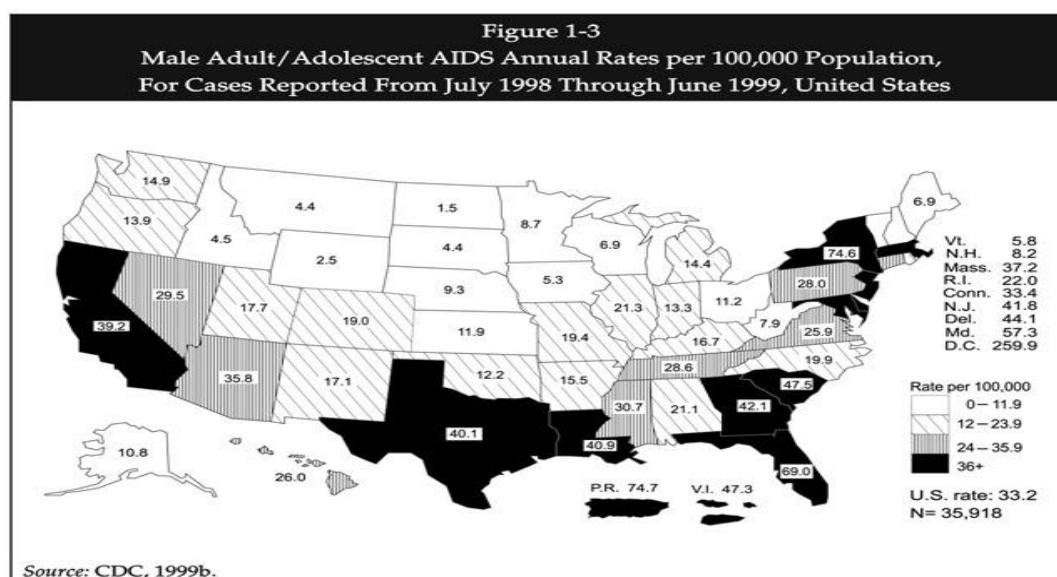 Figure 1-3
Male Adult/Adolescent AIDS Annual Rates per 100,000 Population,
For Cases Reported From July 1998 Through June 1999, United States
14.9
4.4
1.5
8.7
6.9
13.9
4.5
2.5
4.4
6.9
14.4
74.6
Vt. 5.8
N.H. 8.2
Mass. 37.2
R.I. 22.0
Conn. 33.4
N.J. 41.8
Del. 44.1
Md. 57.3
D.C. 259.9
29.5
17.7
19.0
9.3
5.3
21.3
13.3
11.2
28.0
39.2
11.9
19.4
16.7
7.9
25.9
35.8
17.1
12.2
15.5
28.6
19.9
40.1
40.9
30.7
21.1
42.1
47.5
69.0
Rate per 100,000
0–11.9
12–23.9
24–35.9
36+
10.8
26.0
P.R. 74.7
V.I. 47.3
U.S. rate: 33.2
N= 35,918
Source: CDC, 1999b.